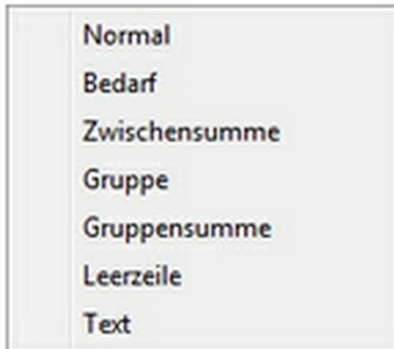 Normal
Bedarf
Zwischensumme
Gruppe
Gruppensumme
Leerzeile
Text